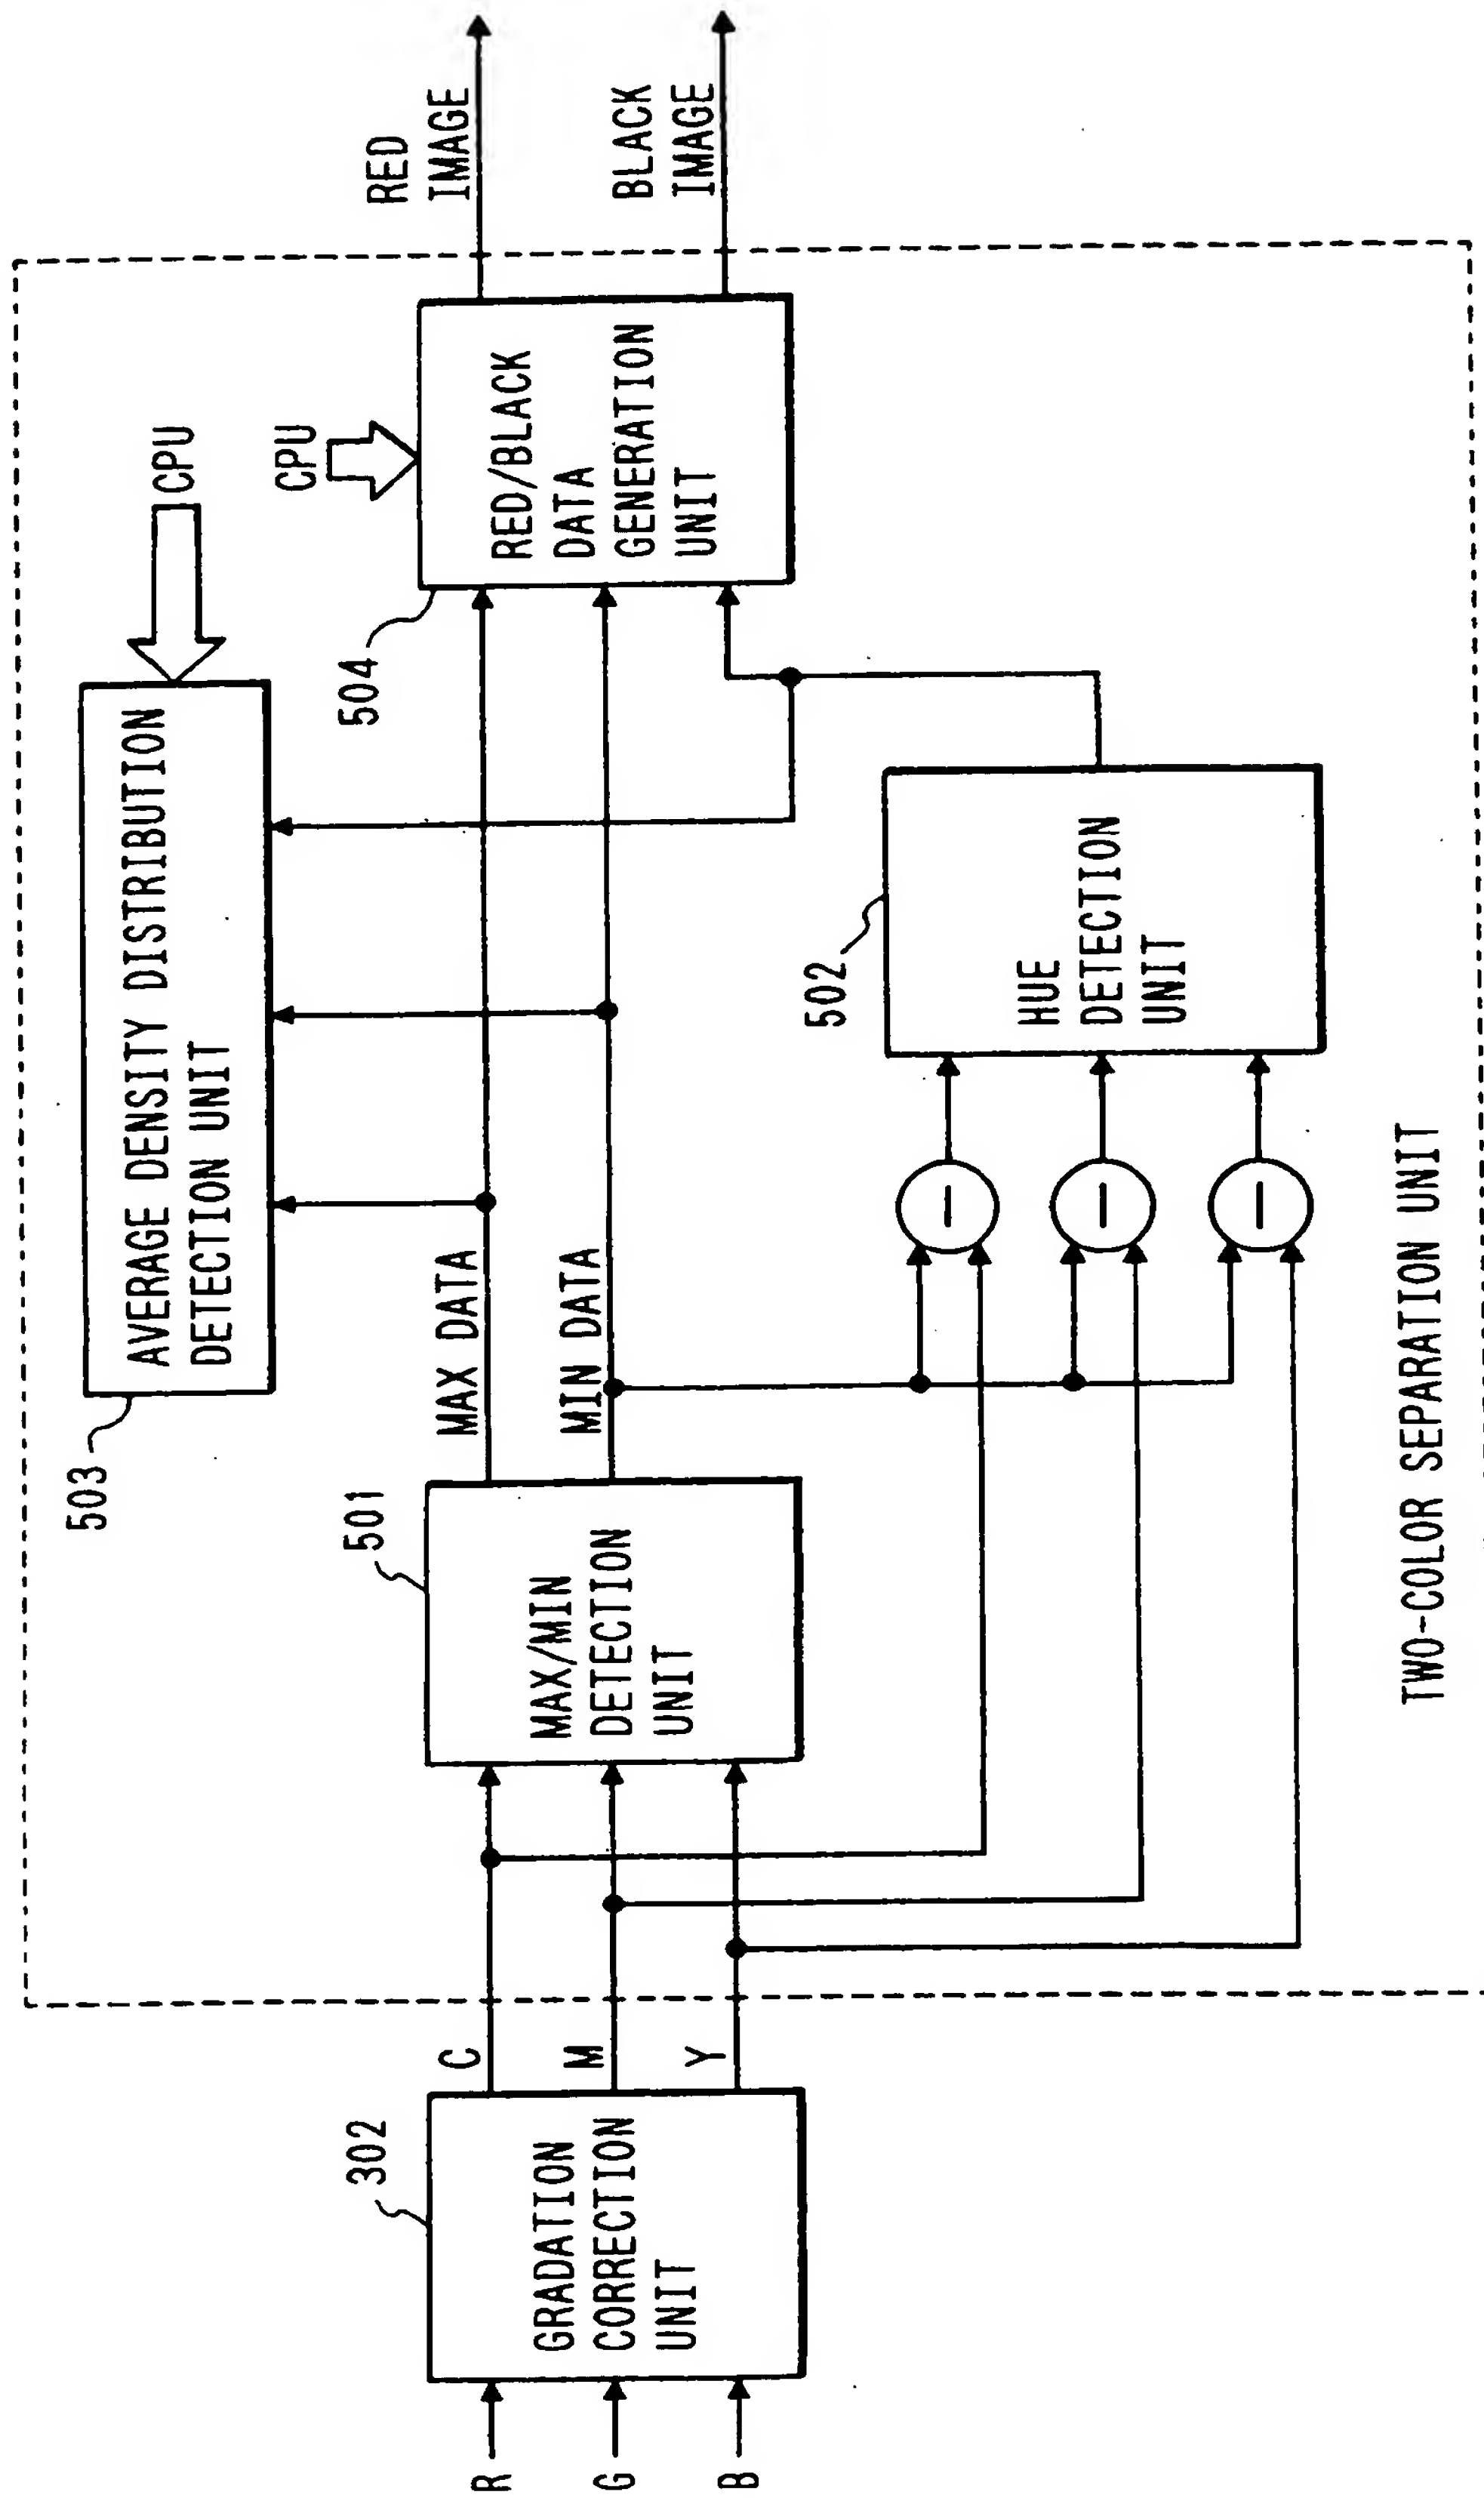 R
G
B
302
GRADATION
CORRECTION
UNIT
C
M
Y
501
MAX/MIN
DETECTION
UNIT
MAX DATA
MIN DATA
503
AVERAGE DENSITY DISTRIBUTION
DETECTION UNIT
CPU
502
HUE
DETECTION
UNIT
504
CPU
RED/BLACK
DATA
GENERATION
UNIT
RED
IMAGE
BLACK
IMAGE
TWO-COLOR SEPARATION UNIT